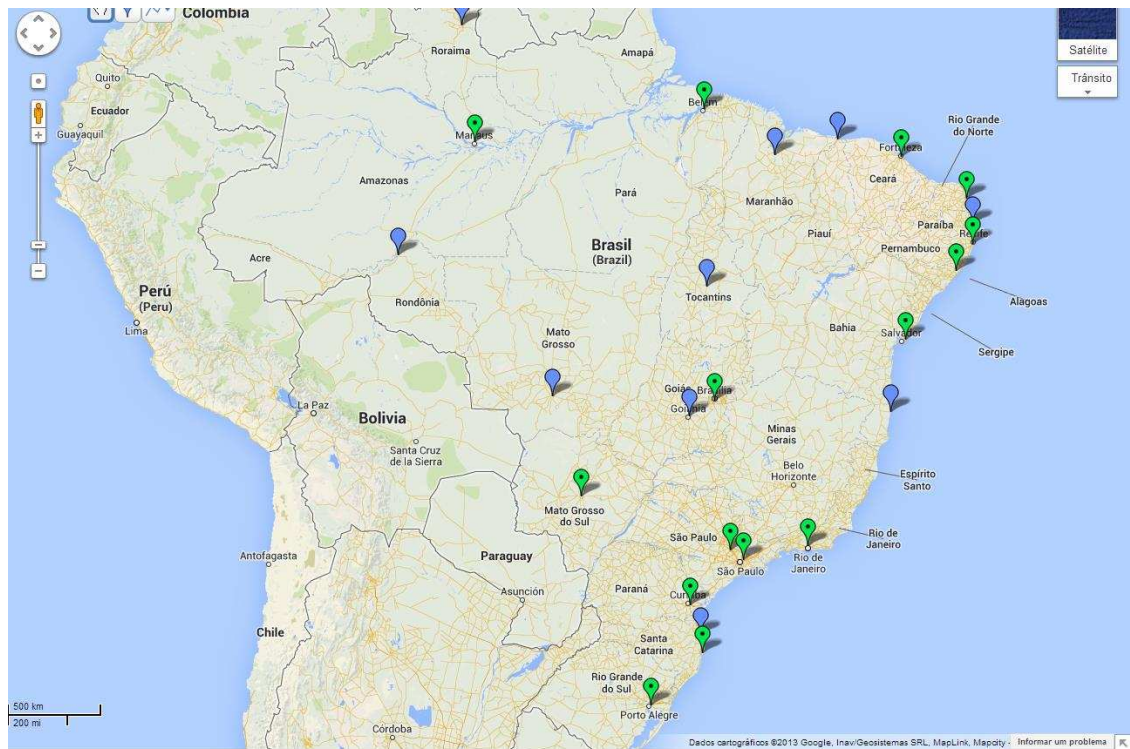 Colombia
Roraima
Amapá
Satélite
Quito
Ecuador
Trânsito
Belém
Rio Grande
do Norte
Guayaquil
Manaus
Fortaleza
Ceará
Amazonas
Pará
Maranhão
Paraíba
Piauí
Recife
Brasil
(Brazil)
Pernambuco
Acre
Perú
(Peru)
Rondônia
Tocantins
Alagoas
Lima
Mato
Grosso
Bahia
Salvador
Sergipe
Goiás
Brasília
La Paz
Goiânia
Bolivia
Minas
Gerais
Santa Cruz
de la Sierra
Belo
Horizonte
Espírito
Santo
Mato Grosso
do Sul
São Paulo
Rio de
Janeiro
Antofagasta
Paraguay
São Paulo
Rio de
Janeiro
Paraná
Asunción
Curitiba
Chile
Santa
Catarina
Rio Grande
do Sul
500 km
200 mi
Porto Alegre
Córdoba
Dados cartográficos ©2013 Google, Inav/Geosistemas SRL, MapLink, Mapcity - Informar um problema